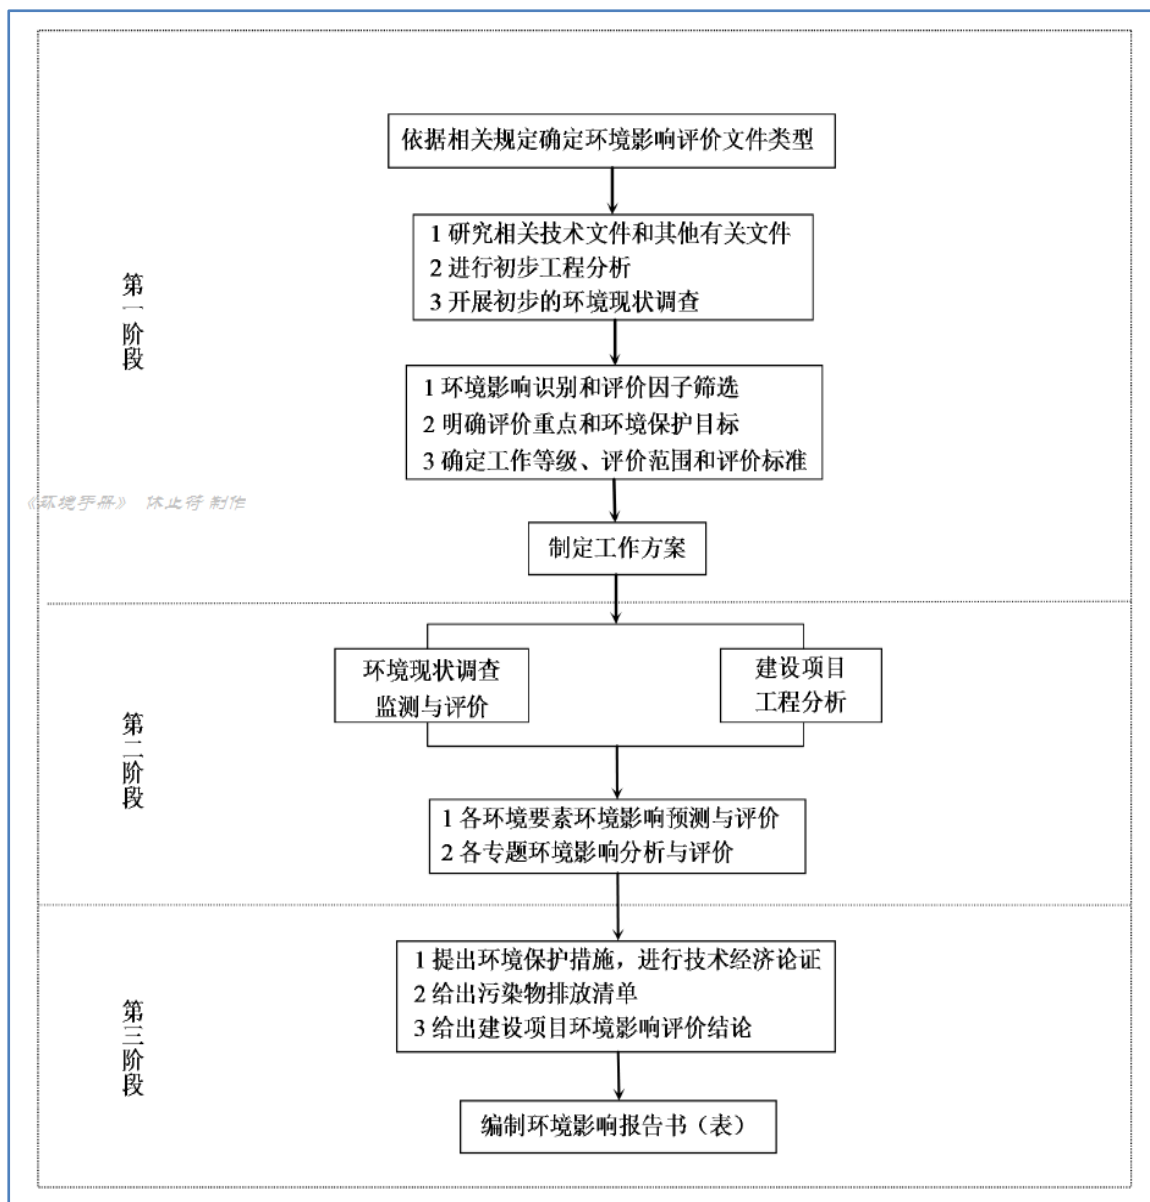 依据相关规定确定环境影响评价文件类型
1 研究相关技术文件和其他有关文件
2 进行初步工程分析
3 开展初步的环境现状调查
第一阶段
1 环境影响识别和评价因子筛选
2 明确评价重点和环境保护目标
3 确定工作等级、评价范围和评价标准
《环境手册》 休止符 制作
制定工作方案
环境现状调查
监测与评价
建设项目
工程分析
第二阶段
1 各环境要素环境影响预测与评价
2 各专题环境影响分析与评价
1 提出环境保护措施，进行技术经济论证
2 给出污染物排放清单
3 给出建设项目环境影响评价结论
第三阶段
编制环境影响报告书（表）